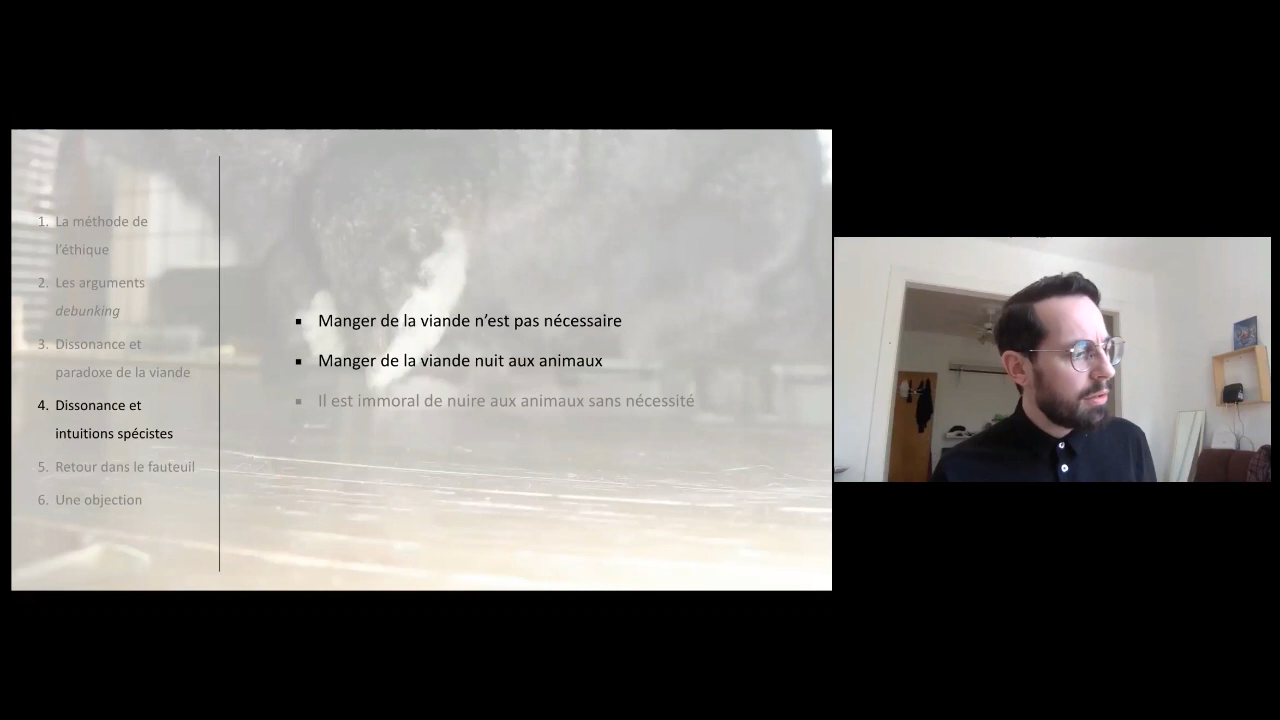 1. La méthode de
l'éthique
2. Les arguments
debunking
3. Dissonance et
paradoxe de la viande
4. Dissonance et
intuitions spécistes
5. Retour dans le fauteuil
6. Une objection
▪ Manger de la viande n'est pas nécessaire
▪ Manger de la viande nuit aux animaux
▪ Il est immoral de nuire aux animaux sans nécessité